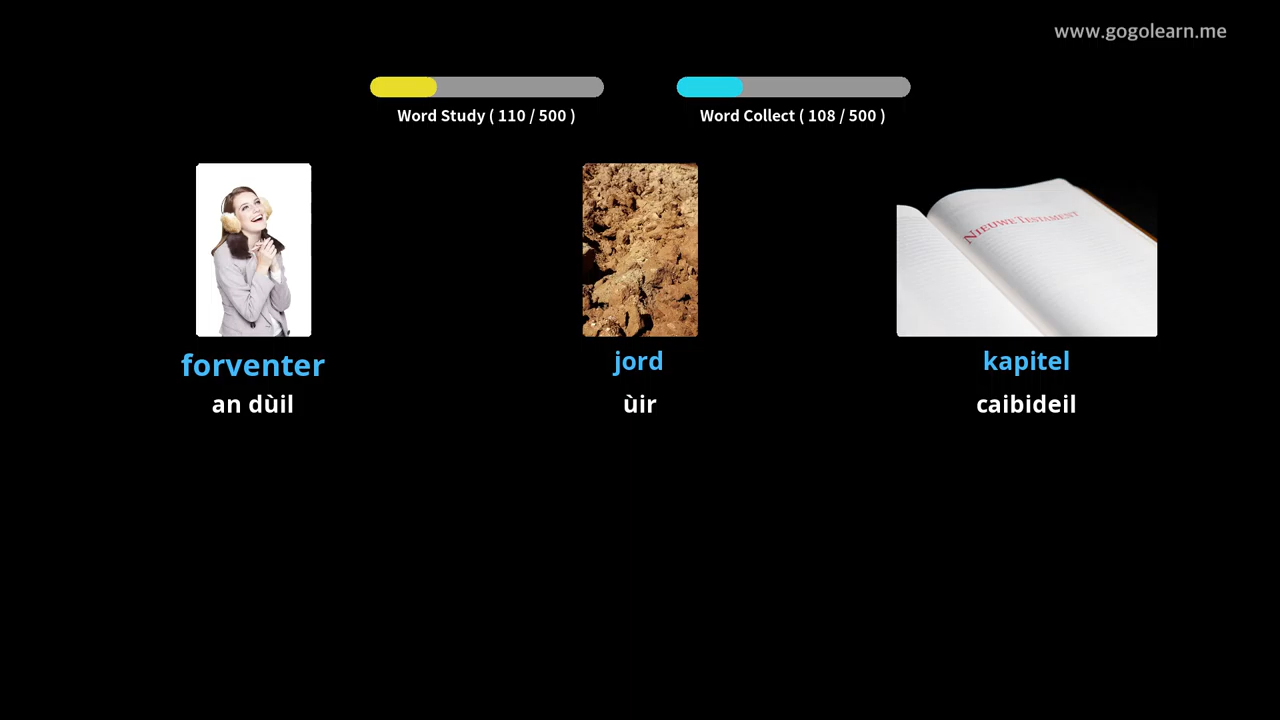 www.gogolearn.me
Word Study ( 110 / 500 )
Word Collect ( 108 / 500 )
NIEUWE TESTAMENT
forventer
jord
kapitel
an dùil
ùir
caibideil